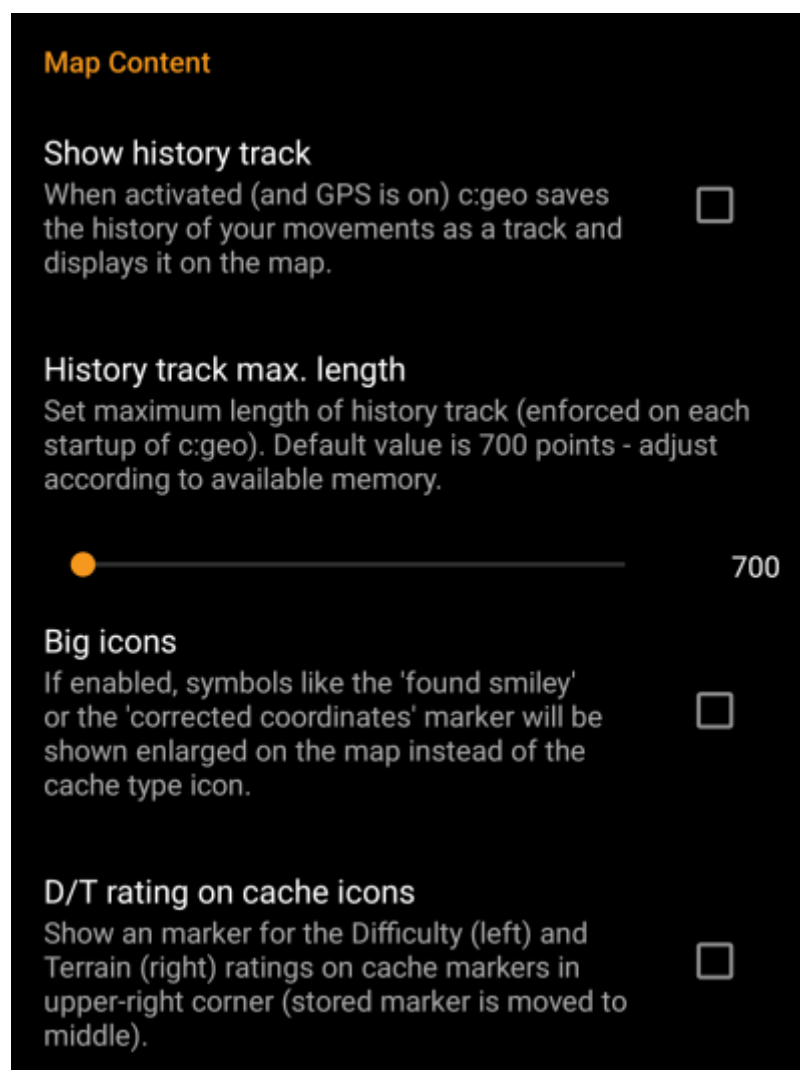 Map Content
Show history track
When activated (and GPS is on) c:geo saves
the history of your movements as a track and
displays it on the map.
History track max. length
Set maximum length of history track (enforced on each
startup of c:geo). Default value is 700 points - adjust
according to available memory.
700
Big icons
If enabled, symbols like the 'found smiley'
or the 'corrected coordinates' marker will be
shown enlarged on the map instead of the
cache type icon.
D/T rating on cache icons
Show an marker for the Difficulty (left) and
Terrain (right) ratings on cache markers in
upper-right corner (stored marker is moved to
middle).